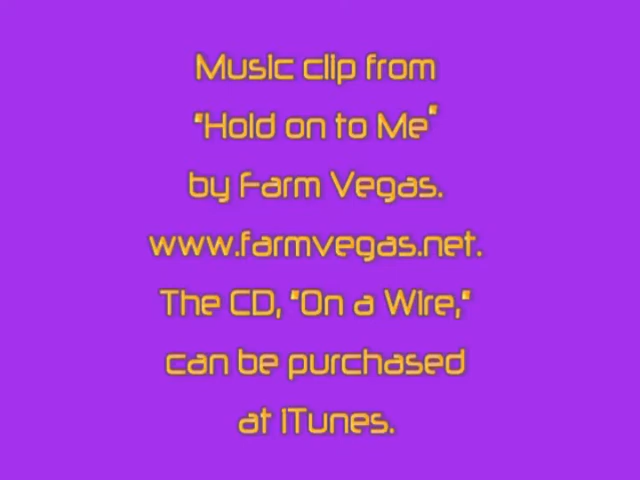 Music clip from
"Hold on to Me"
by Farm Vegas.
www.farmvegas.net.
The CD, "On a Wire,"
can be purchased
at iTunes.